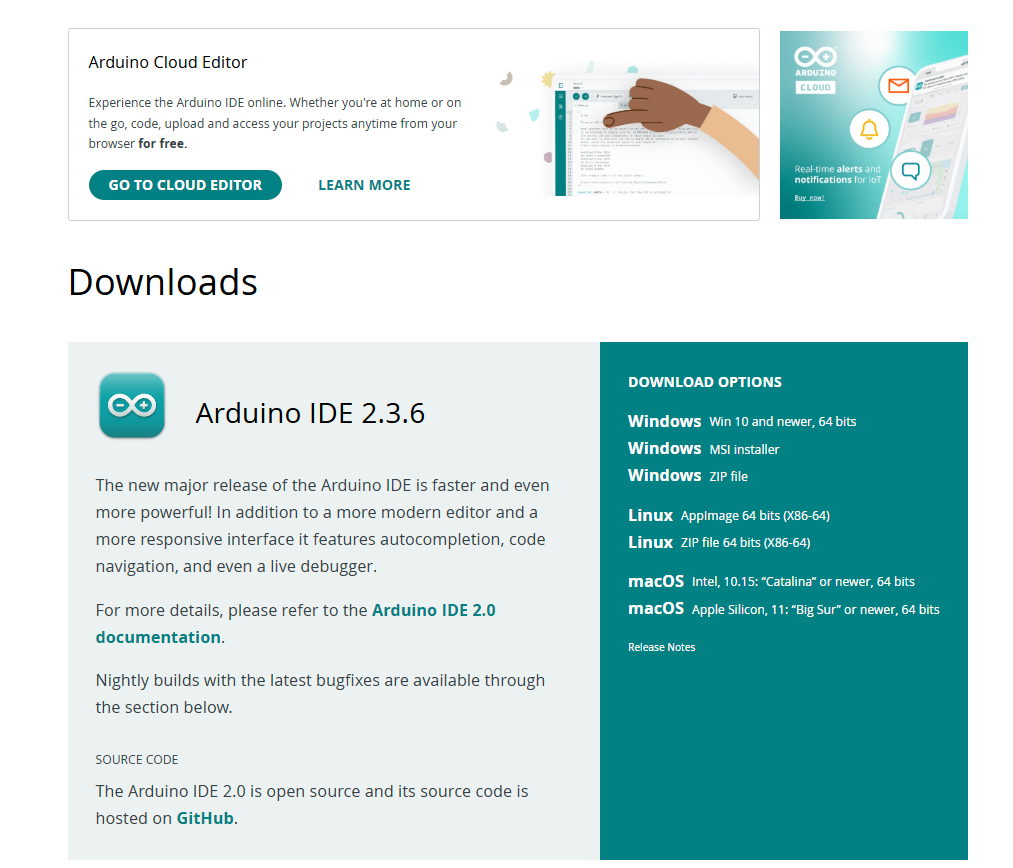 Arduino Cloud Editor
Experience the Arduino IDE online. Whether you're at home or on
the go, code, upload and access your projects anytime from your
browser for free.
GO TO CLOUD EDITOR
LEARN MORE
ARDUINO
CLOUD
Real-time alerts and
notifications for IoT
Buy now!
Downloads
Arduino IDE 2.3.6
The new major release of the Arduino IDE is faster and even
more powerful! In addition to a more modern editor and a
more responsive interface it features autocompletion, code
navigation, and even a live debugger.
For more details, please refer to the Arduino IDE 2.0
documentation.
Nightly builds with the latest bugfixes are available through
the section below.
SOURCE CODE
The Arduino IDE 2.0 is open source and its source code is
hosted on GitHub.
DOWNLOAD OPTIONS
Windows Win 10 and newer, 64 bits
Windows MSI installer
Windows ZIP file
Linux AppImage 64 bits (X86-64)
Linux ZIP file 64 bits (X86-64)
macOS Intel, 10.15: “Catalina” or newer, 64 bits
macOS Apple Silicon, 11: “Big Sur” or newer, 64 bits
Release Notes